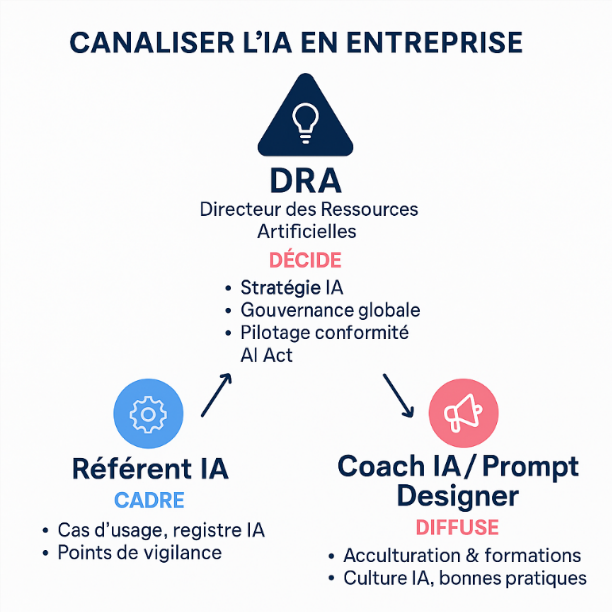 CANALISER L'IA EN ENTREPRISE
DRA
Directeur des Ressources
Artificielles
DÉCIDE
• Stratégie IA
• Gouvernance globale
• Pilotage conformité
AI Act
Référent IA
CADRE
• Cas d'usage, registre IA
• Points de vigilance
Coach IA / Prompt
Designer
DIFFUSE
• Acculturation & formations
• Culture IA, bonnes pratiques